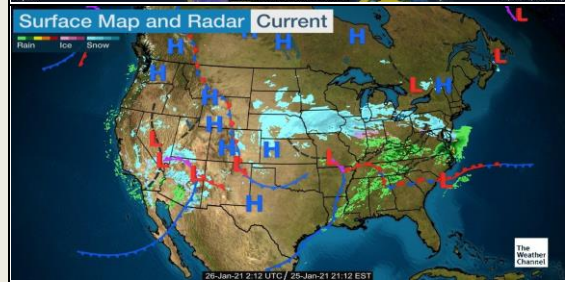 Surface Map and Radar Current
Rain Ice Snow
L
H H H
L
H
L H
H
L
H
L H
L L L H
L L
H
The
Weather
Channel
26-Jan-21 2:12 UTC / 25-Jan-21 21:12 EST